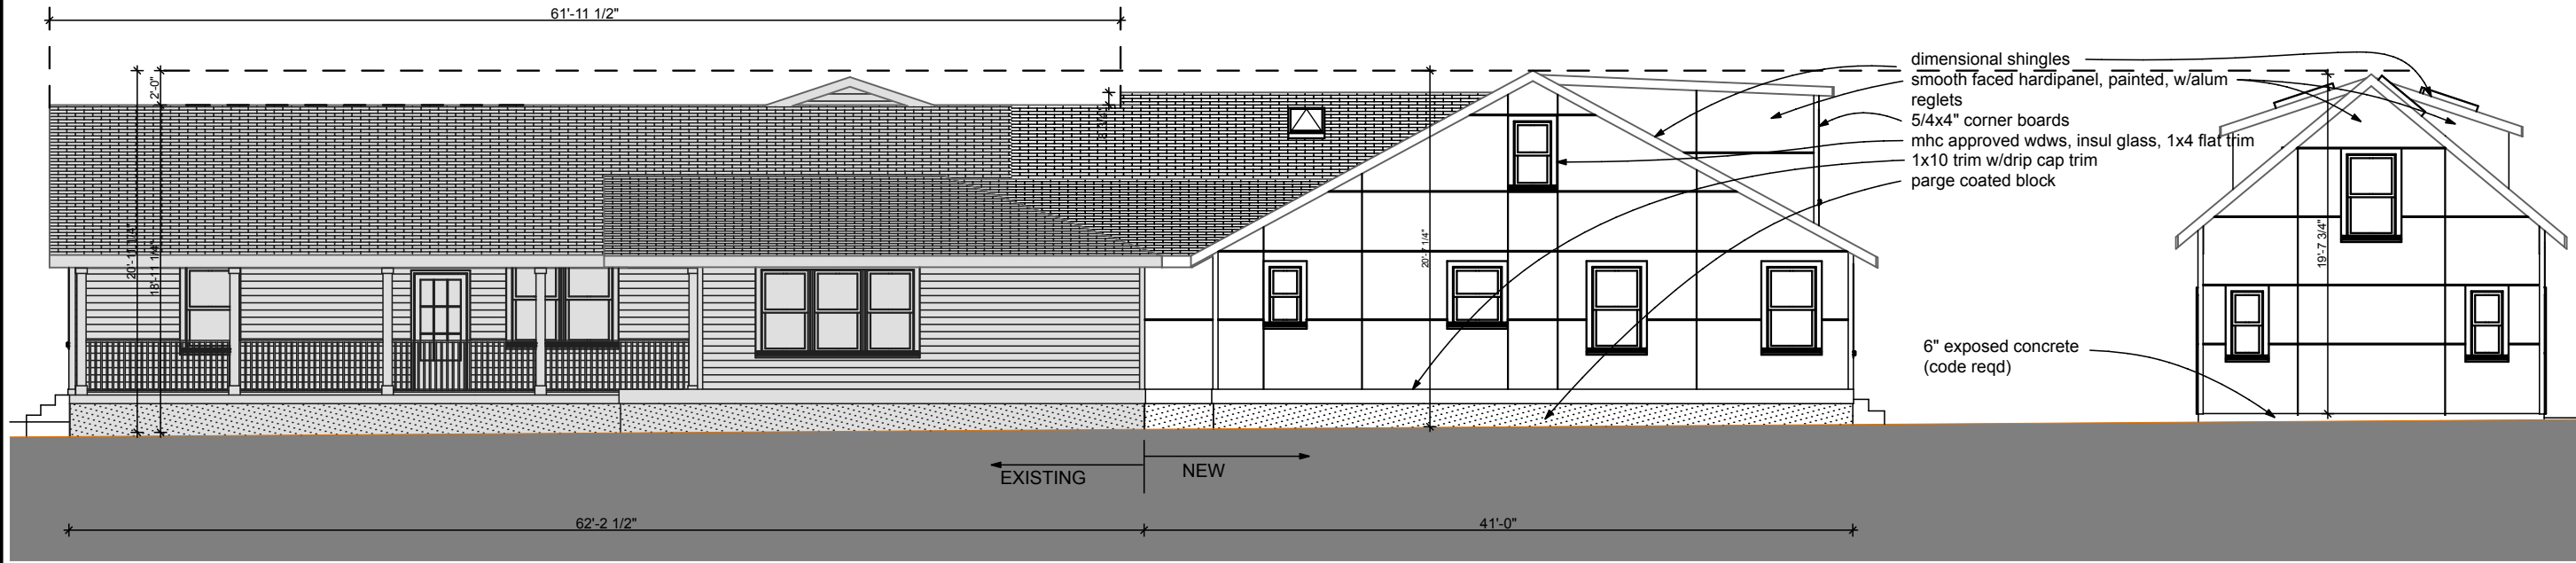 61'-11 1/2"
2'-0"
20'-11 1/4"
18'-11 1/4"
20'-7 1/4"
19'-7 3/4"
dimensional shingles
smooth faced hardipanel, painted, w/alum
reglets
5/4x4" corner boards
mhc approved wdws, insul glass, 1x4 flat trim
1x10 trim w/drip cap trim
parge coated block
6" exposed concrete
(code reqd)
EXISTING
NEW
62'-2 1/2"
41'-0"